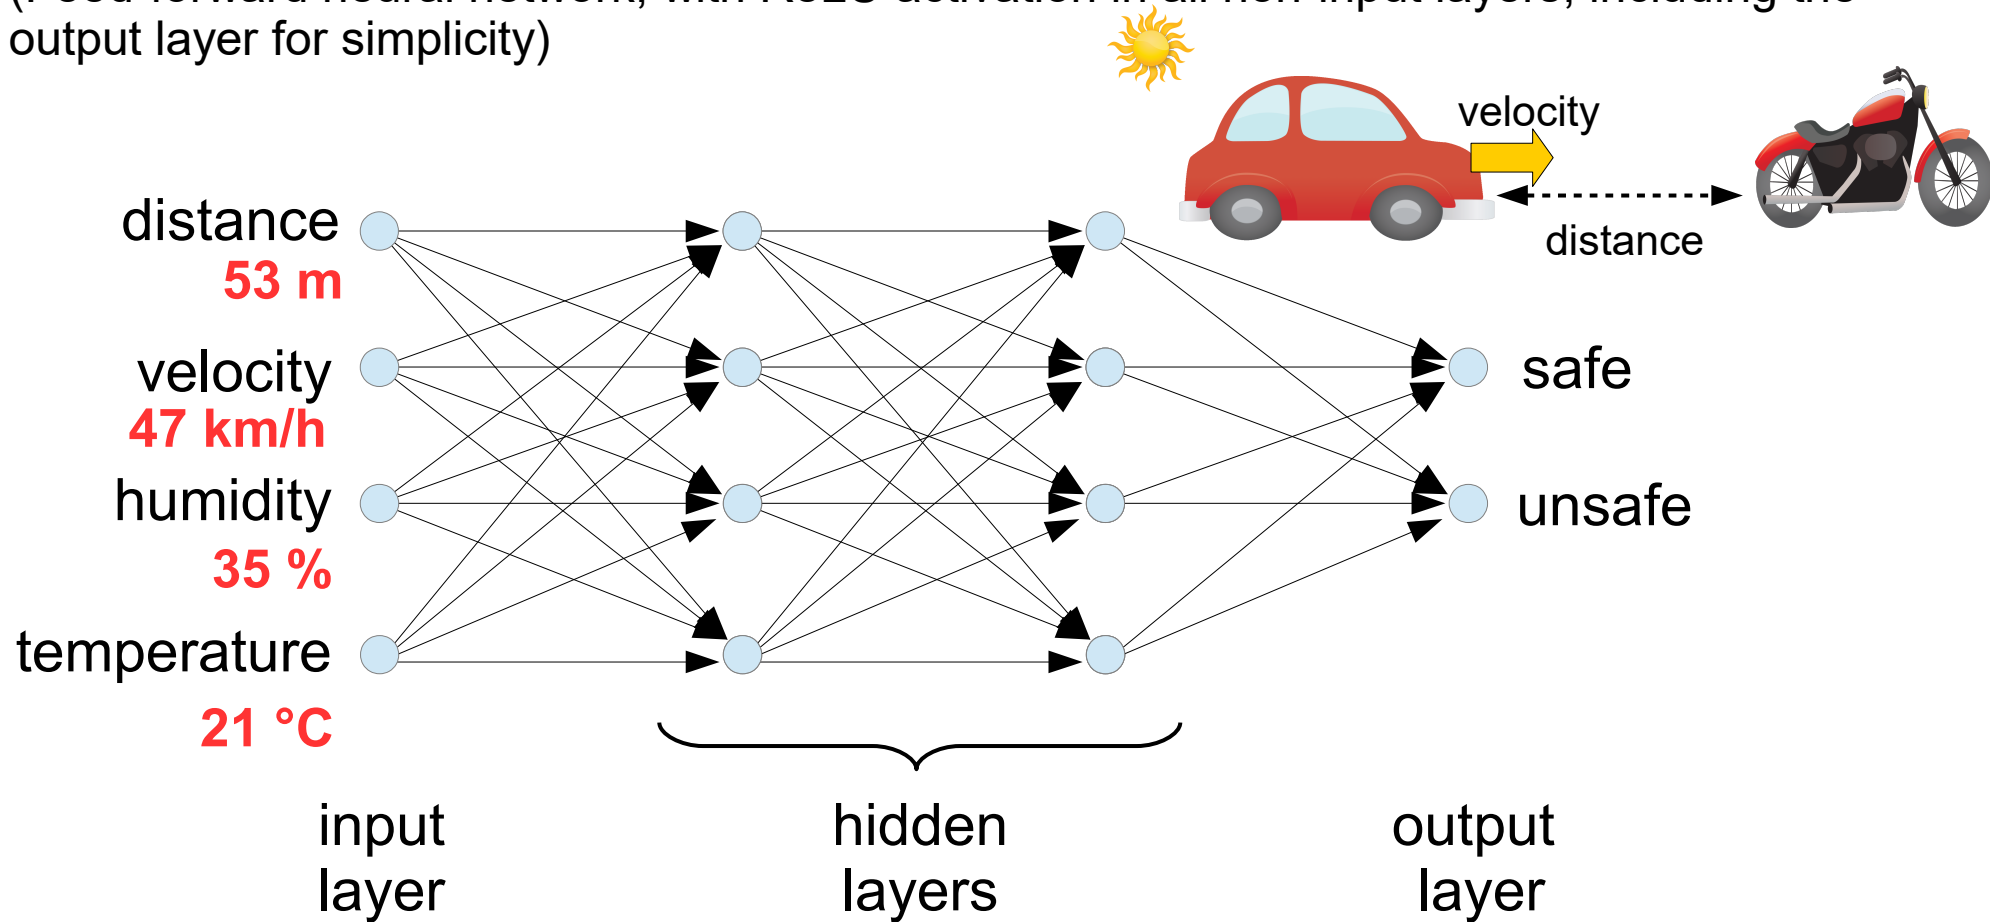 output layer for simplicity)
velocity
distance
distance
53 m
velocity
47 km/h
humidity
35 %
temperature
21 °C
safe
unsafe
input
layer
hidden
layers
output
layer